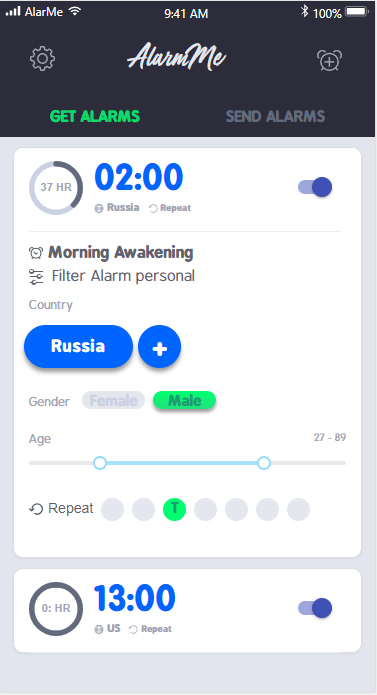 AlarMe 9:41 AM 100%
AlarmMe
GET ALARMS SEND ALARMS
37 HR 02:00
Russia Repeat
Morning Awakening
Filter Alarm personal
Country
Russia +
Gender Female Male
Age 27 - 89
Repeat T
0: HR 13:00
US Repeat